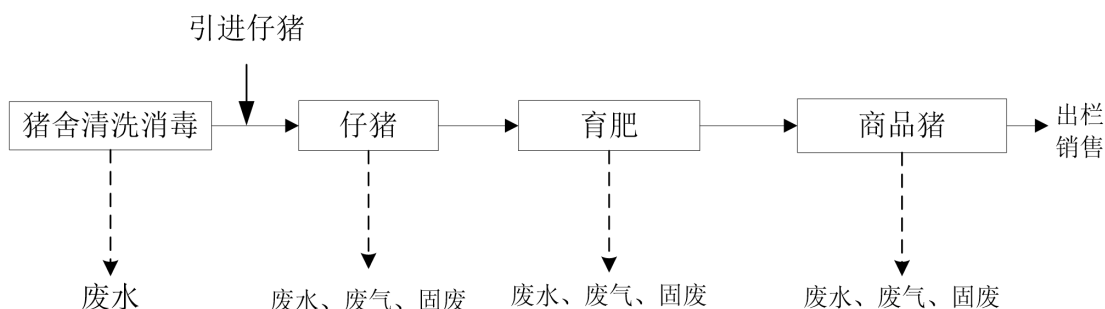 引进仔猪
猪舍清洗消毒
仔猪
育肥
商品猪
出栏
销售
废水
废水、废气、固废
废水、废气、固废
废水、废气、固废